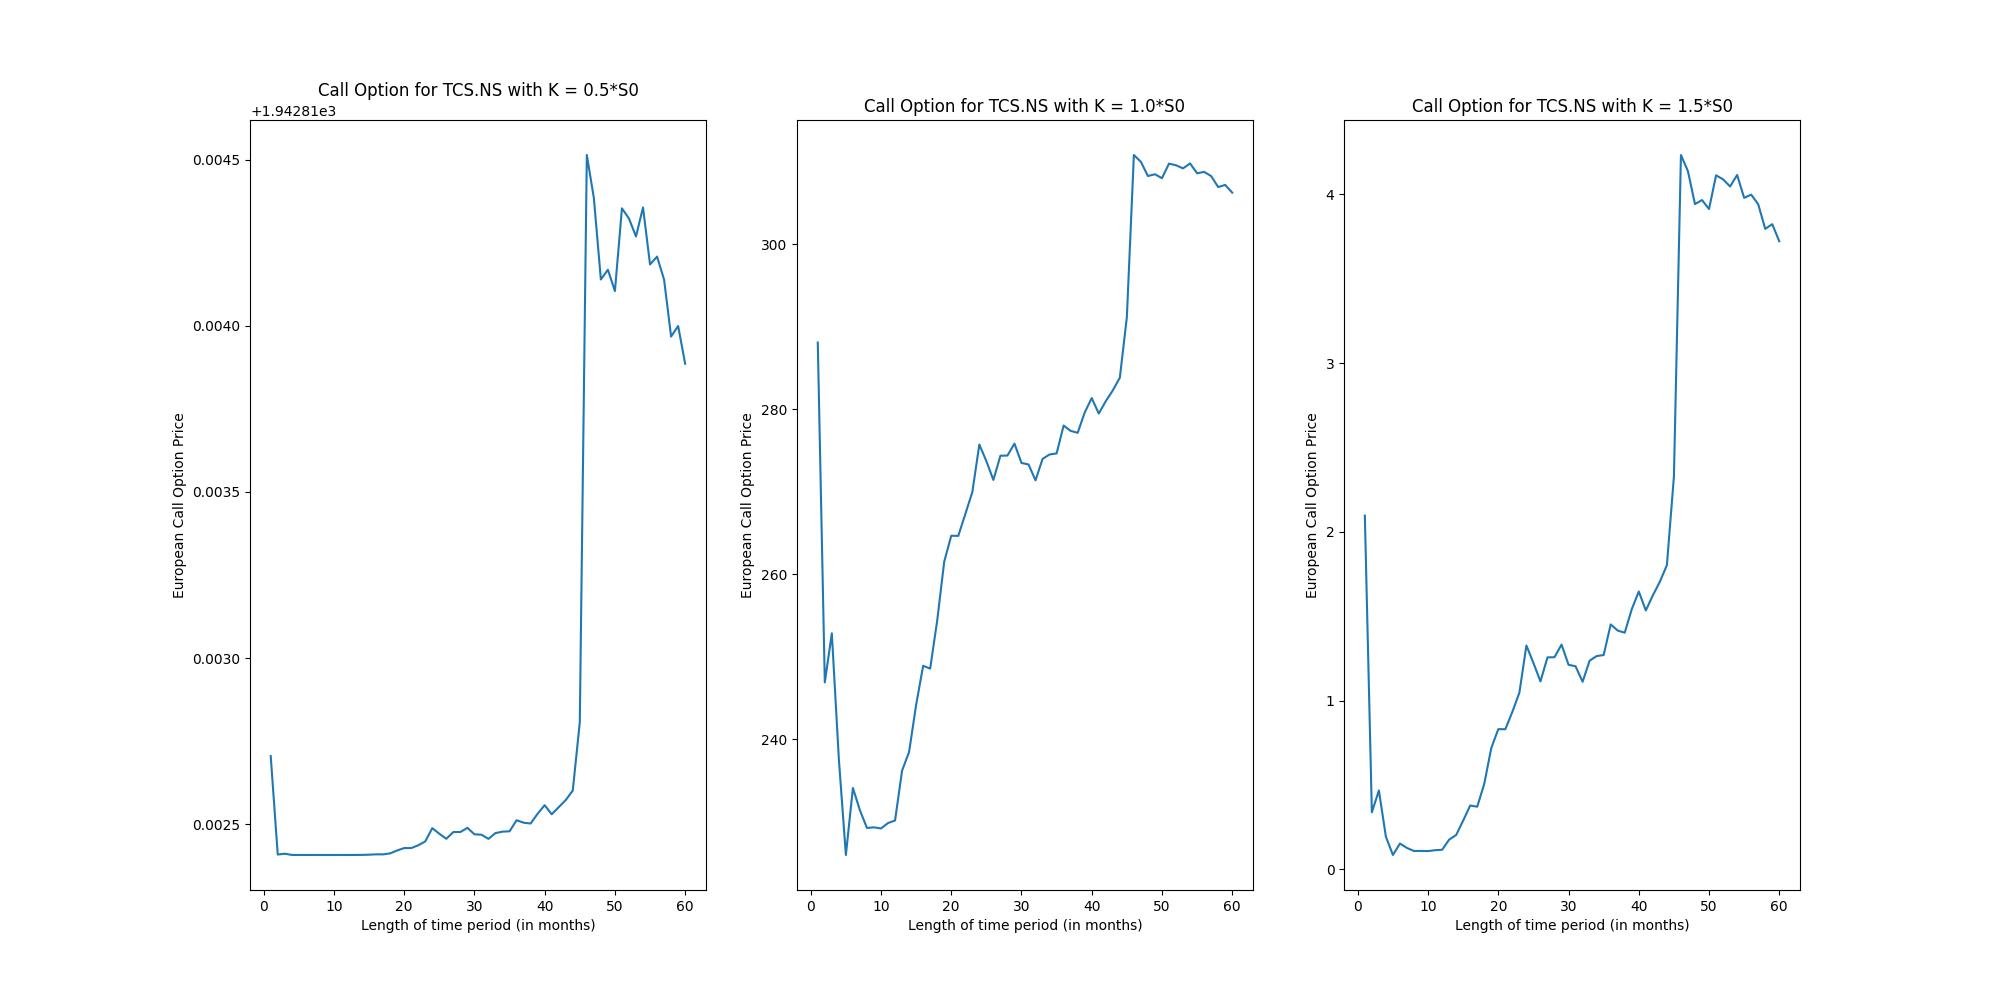 Call Option for TCS.NS with K = 0.5*S0
+1.94281e3
0.0045
0.0040
0.0035
0.0030
0.0025
European Call Option Price
0 10 20 30 40 50 60
Length of time period (in months)
Call Option for TCS.NS with K = 1.0*S0
300
280
260
240
European Call Option Price
0 10 20 30 40 50 60
Length of time period (in months)
Call Option for TCS.NS with K = 1.5*S0
4
3
2
1
0
European Call Option Price
0 10 20 30 40 50 60
Length of time period (in months)